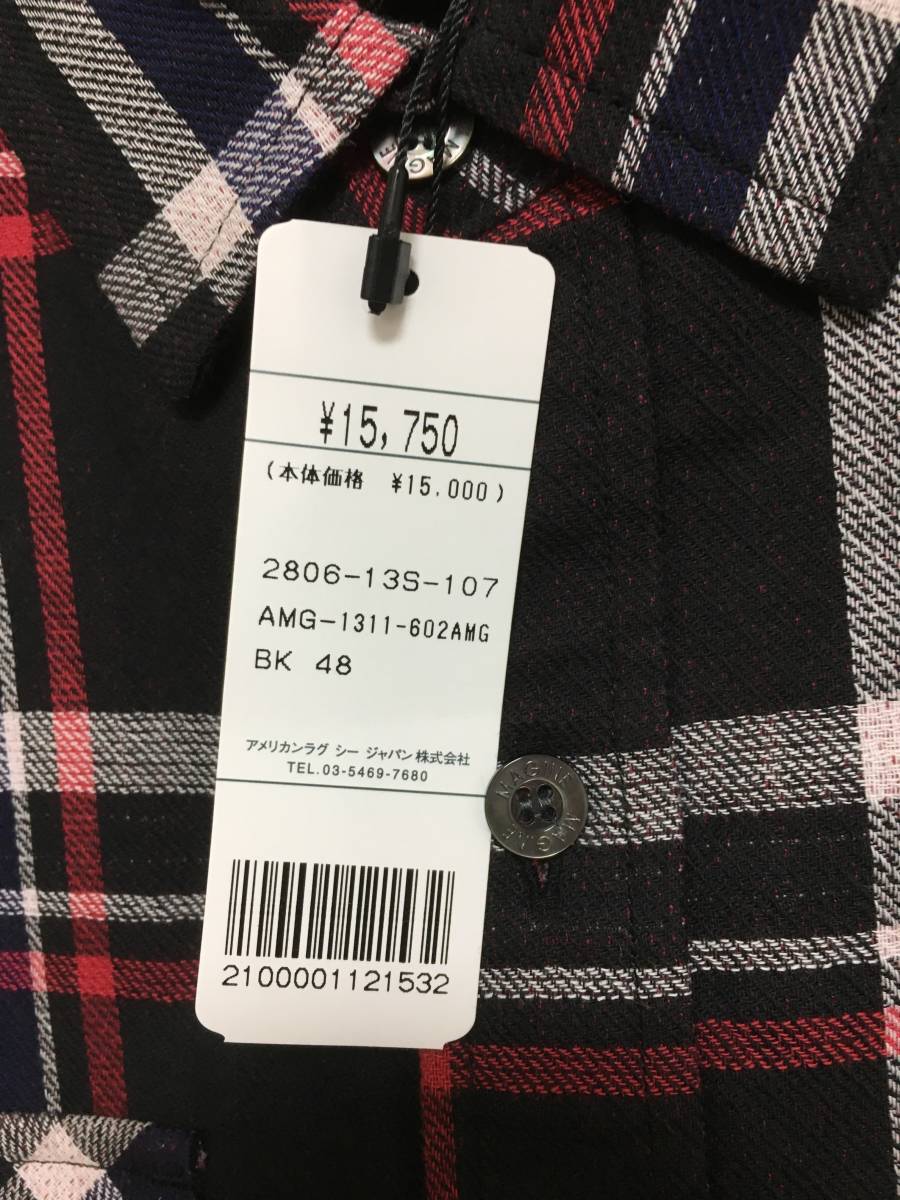 ¥15,750
(本体価格 ¥15,000)
2806-13S-107
AMG-1311-602AMG
BK 48
アメリカンラグ シー ジャパン株式会社
TEL.03-5469-7680
2100001121532
MAGINE MAGINE